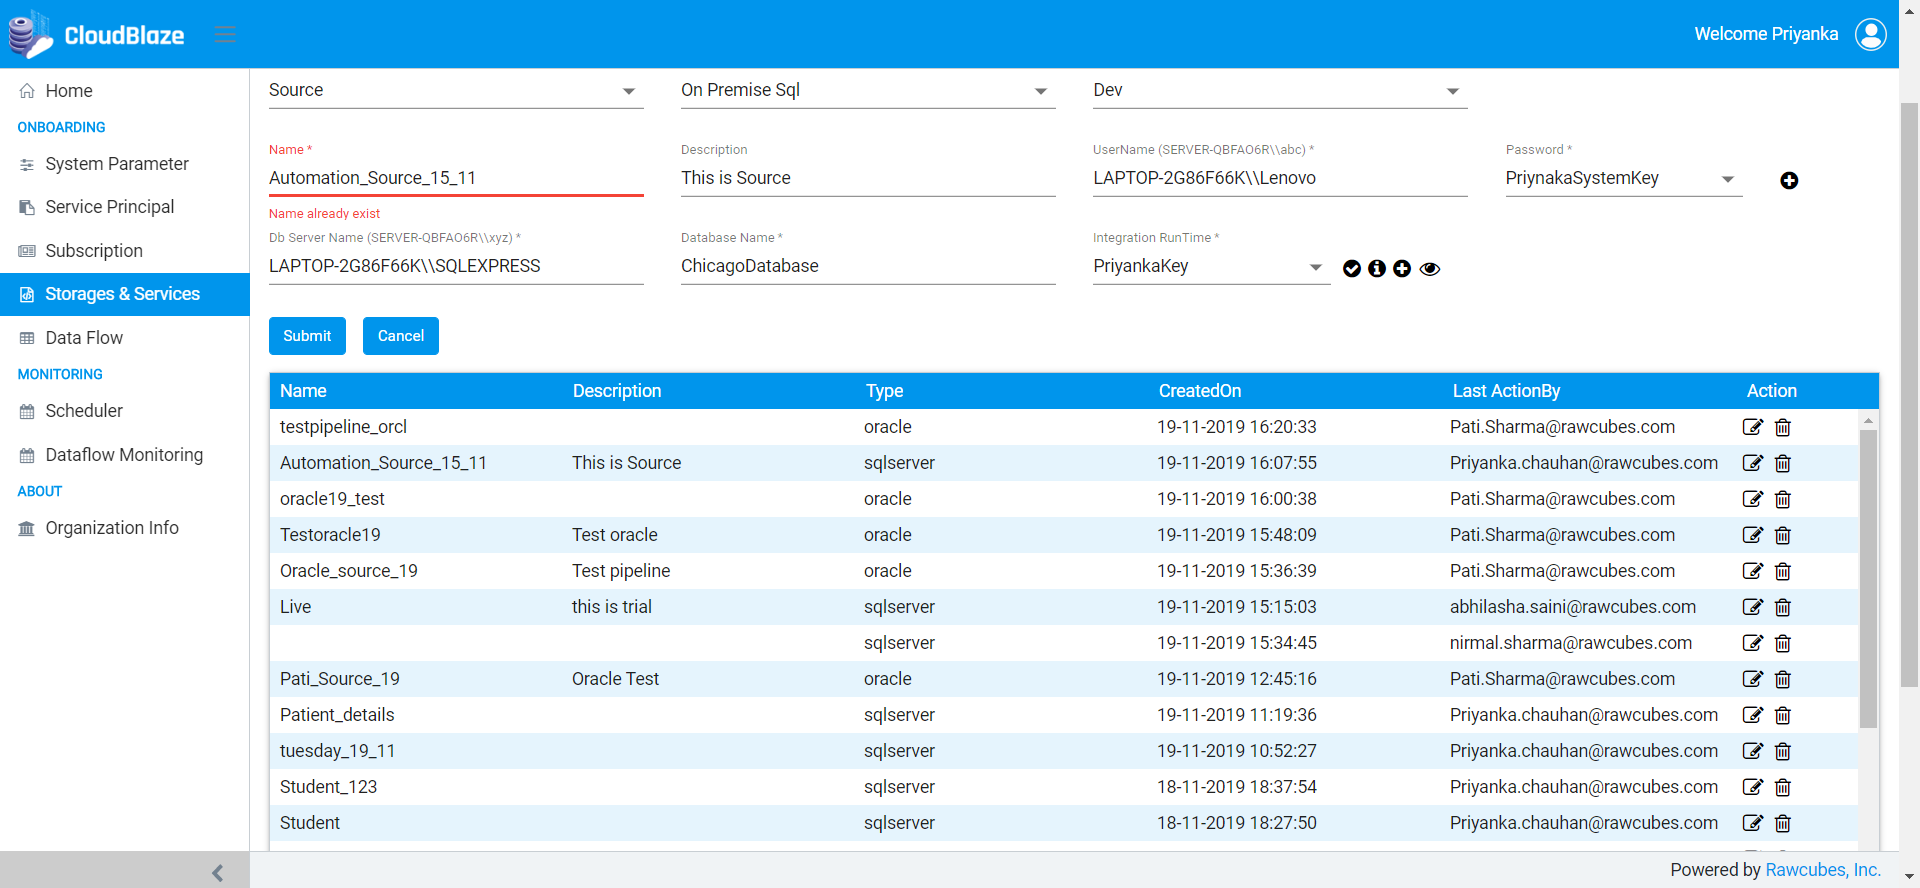 CloudBlaze
Welcome Priyanka
Home
ONBOARDING
System Parameter
Service Principal
Subscription
Storages & Services
Data Flow
MONITORING
Scheduler
Dataflow Monitoring
ABOUT
Organization Info
Source On Premise Sql Dev
Name * Description UserName (SERVER-QBFAO6R\\abc) * Password *
Automation_Source_15_11 This is Source LAPTOP-2G86F66K\\Lenovo PriynakaSystemKey
Name already exist
Db Server Name (SERVER-QBFAO6R\\xyz) * Database Name * Integration RunTime *
LAPTOP-2G86F66K\\SQLEXPRESS ChicagoDatabase PriyankaKey
Submit Cancel
Name Description Type CreatedOn Last ActionBy Action
testpipeline_orcl oracle 19-11-2019 16:20:33 Pati.Sharma@rawcubes.com
Automation_Source_15_11 This is Source sqlserver 19-11-2019 16:07:55 Priyanka.chauhan@rawcubes.com
oracle19_test oracle 19-11-2019 16:00:38 Pati.Sharma@rawcubes.com
Testoracle19 Test oracle oracle 19-11-2019 15:48:09 Pati.Sharma@rawcubes.com
Oracle_source_19 Test pipeline oracle 19-11-2019 15:36:39 Pati.Sharma@rawcubes.com
Live this is trial sqlserver 19-11-2019 15:15:03 abhilasha.saini@rawcubes.com
sqlserver 19-11-2019 15:34:45 nirmal.sharma@rawcubes.com
Pati_Source_19 Oracle Test oracle 19-11-2019 12:45:16 Pati.Sharma@rawcubes.com
Patient_details sqlserver 19-11-2019 11:19:36 Priyanka.chauhan@rawcubes.com
tuesday_19_11 sqlserver 19-11-2019 10:52:27 Priyanka.chauhan@rawcubes.com
Student_123 sqlserver 18-11-2019 18:37:54 Priyanka.chauhan@rawcubes.com
Student sqlserver 18-11-2019 18:27:50 Priyanka.chauhan@rawcubes.com
Powered by Rawcubes, Inc.